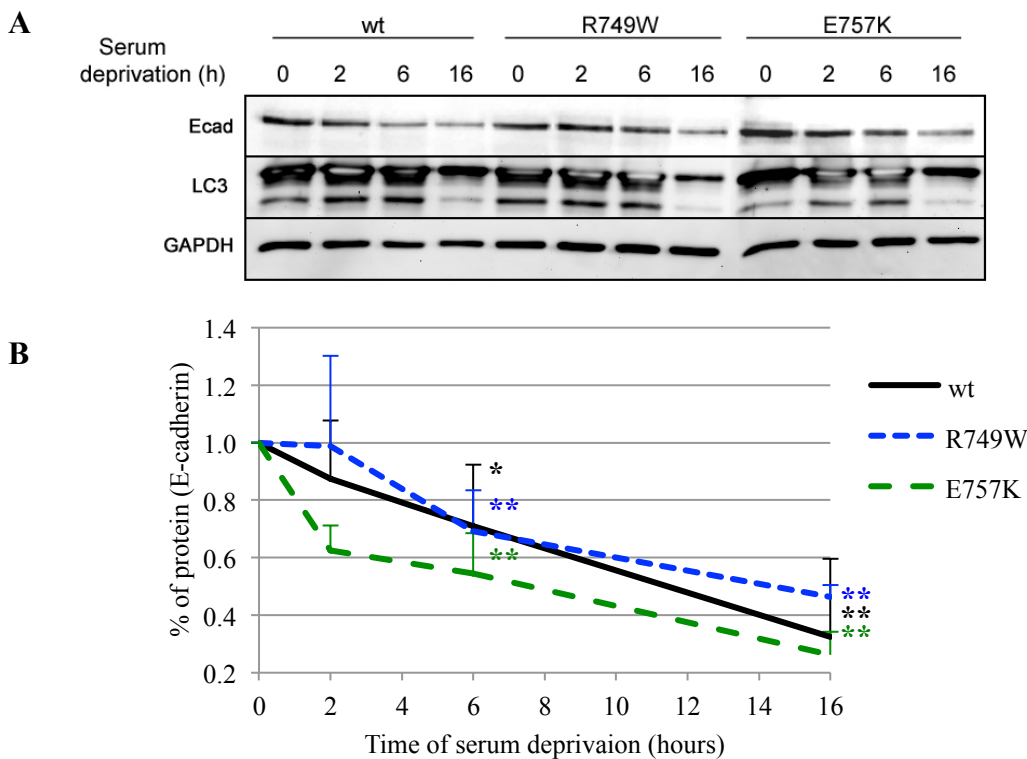 A
wt R749W E757K
Serum
deprivation (h)
0 2 6 16 0 2 6 16 0 2 6 16
Ecad
LC3
GAPDH
B
% of protein (E-cadherin)
1.4
1.2
1.0
0.8
0.6
0.4
0.2
*
**
**
**
**
**
0 2 4 6 8 10 12 14 16
Time of serum deprivaion (hours)
wt
R749W
E757K